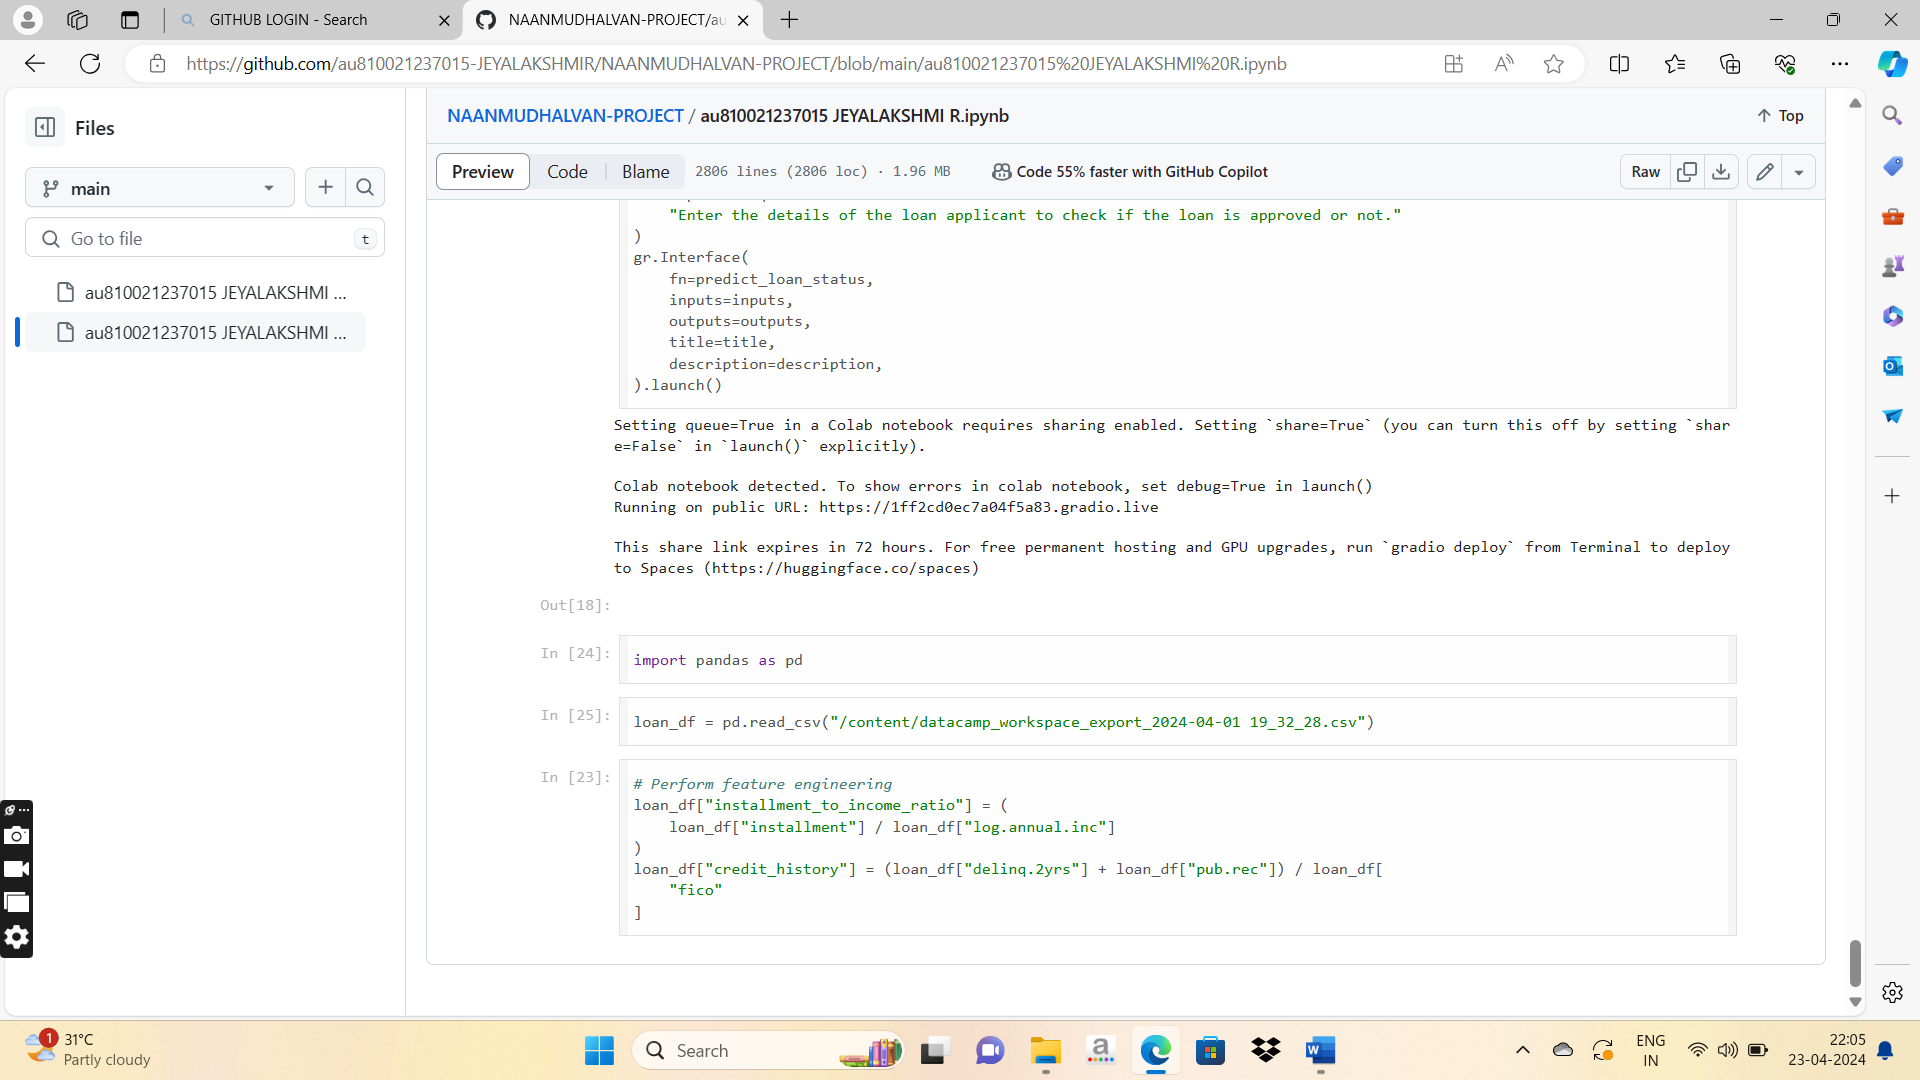 GITHUB LOGIN - Search
NAANMUDHALVAN-PROJECT/au
https://github.com/au810021237015-JEYALAKSHMIR/NAANMUDHALVAN-PROJECT/blob/main/au810021237015%20JEYALAKSHMI%20R.ipynb
Files
main
Go to file
t
au810021237015 JEYALAKSHMI ...
au810021237015 JEYALAKSHMI ...
NAANMUDHALVAN-PROJECT / au810021237015 JEYALAKSHMI R.ipynb
Top
Preview Code Blame 2806 lines (2806 loc) · 1.96 MB Code 55% faster with GitHub Copilot Raw
"Enter the details of the loan applicant to check if the loan is approved or not."
)
gr.Interface(
fn=predict_loan_status,
inputs=inputs,
outputs=outputs,
title=title,
description=description,
).launch()
Setting queue=True in a Colab notebook requires sharing enabled. Setting `share=True` (you can turn this off by setting `shar
e=False` in `launch()` explicitly).
Colab notebook detected. To show errors in colab notebook, set debug=True in launch()
Running on public URL: https://1ff2cd0ec7a04f5a83.gradio.live
This share link expires in 72 hours. For free permanent hosting and GPU upgrades, run `gradio deploy` from Terminal to deploy
to Spaces (https://huggingface.co/spaces)
Out[18]:
In [24]: import pandas as pd
In [25]: loan_df = pd.read_csv("/content/datacamp_workspace_export_2024-04-01 19_32_28.csv")
In [23]: # Perform feature engineering
loan_df["installment_to_income_ratio"] = (
loan_df["installment"] / loan_df["log.annual.inc"]
)
loan_df["credit_history"] = (loan_df["delinq.2yrs"] + loan_df["pub.rec"]) / loan_df[
"fico"
]
1
31°C
Partly cloudy
Search
ENG
IN
22:05
23-04-2024